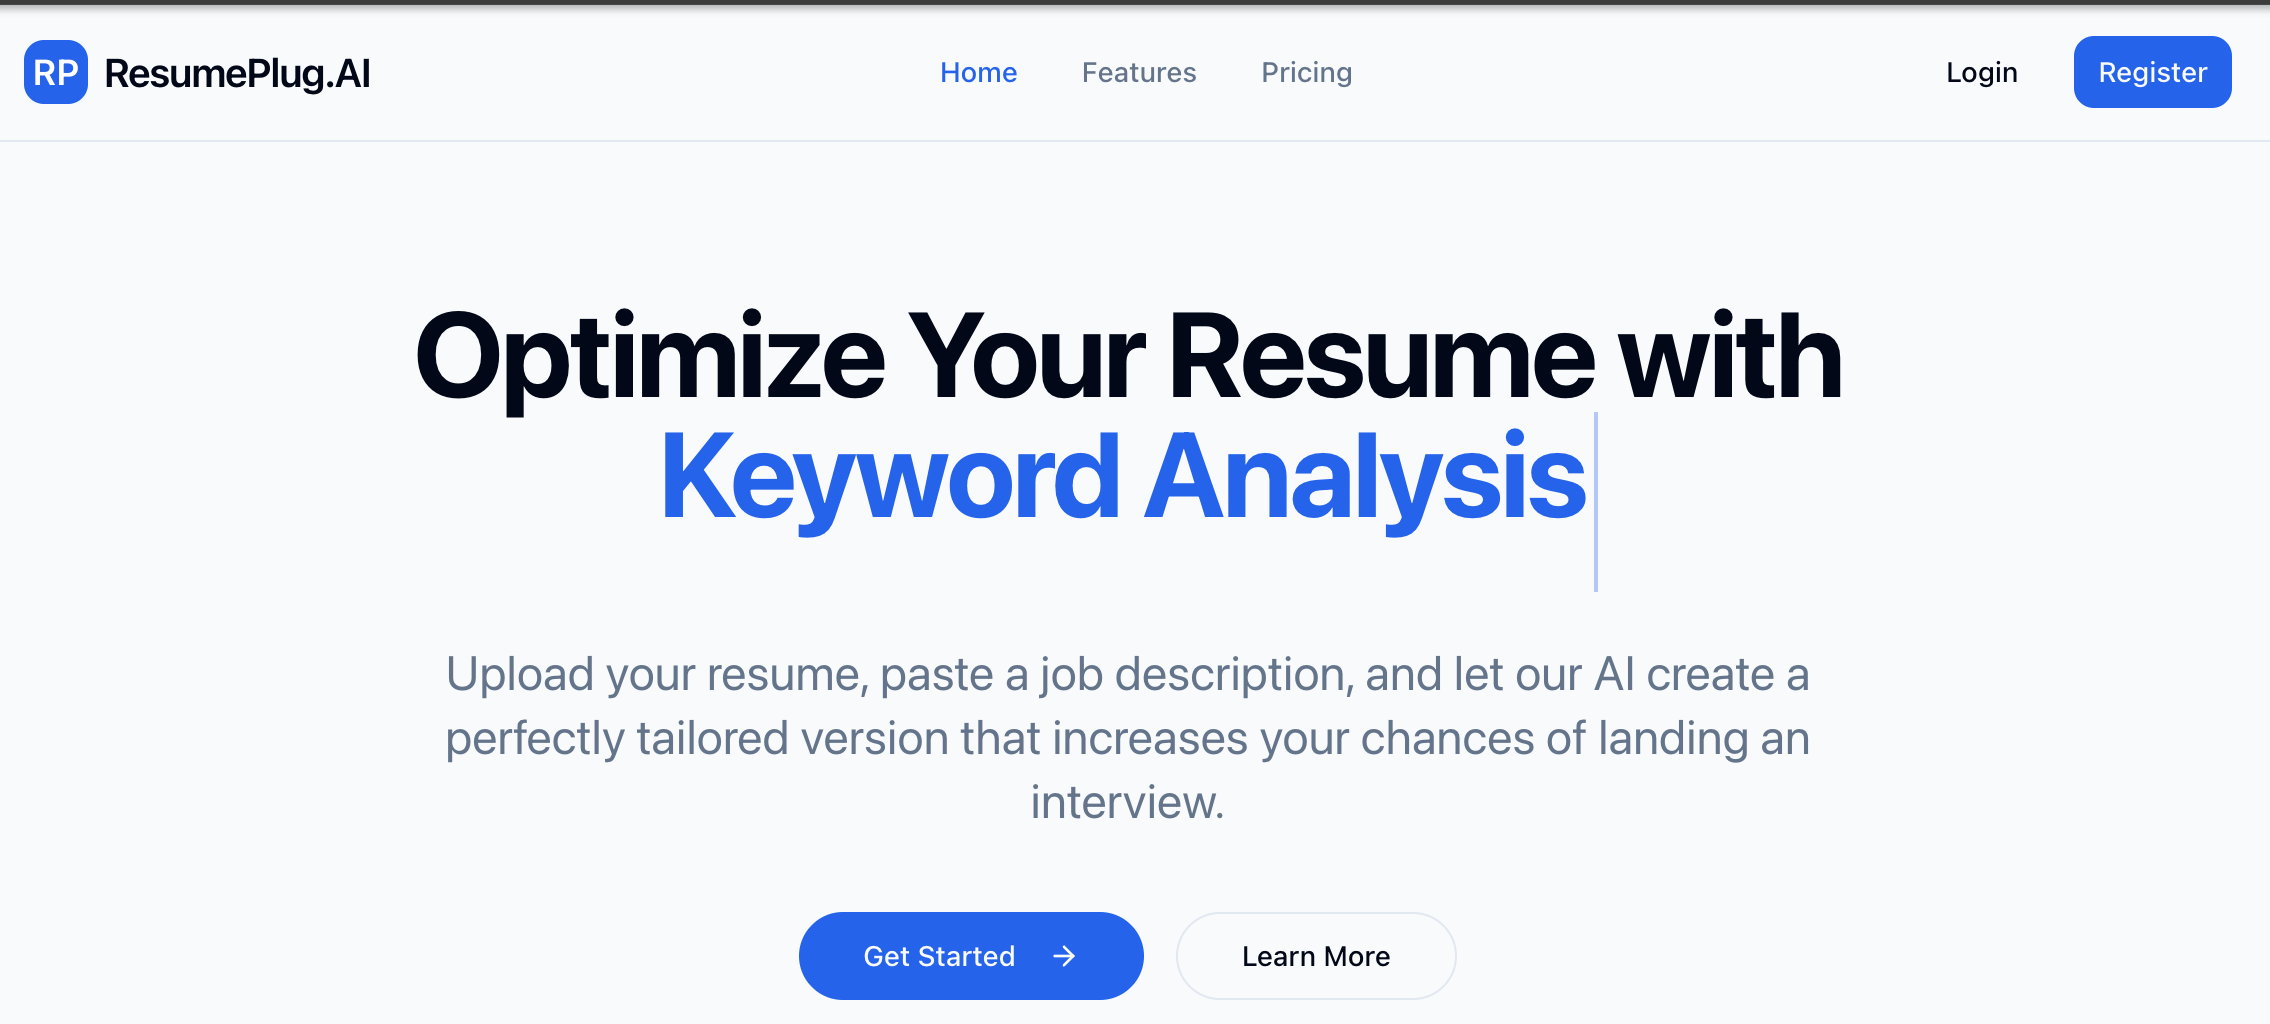 RP ResumePlug.AI
Home Features Pricing
Login Register
Optimize Your Resume with
Keyword Analysis
Upload your resume, paste a job description, and let our AI create a
perfectly tailored version that increases your chances of landing an
interview.
Get Started →
Learn More